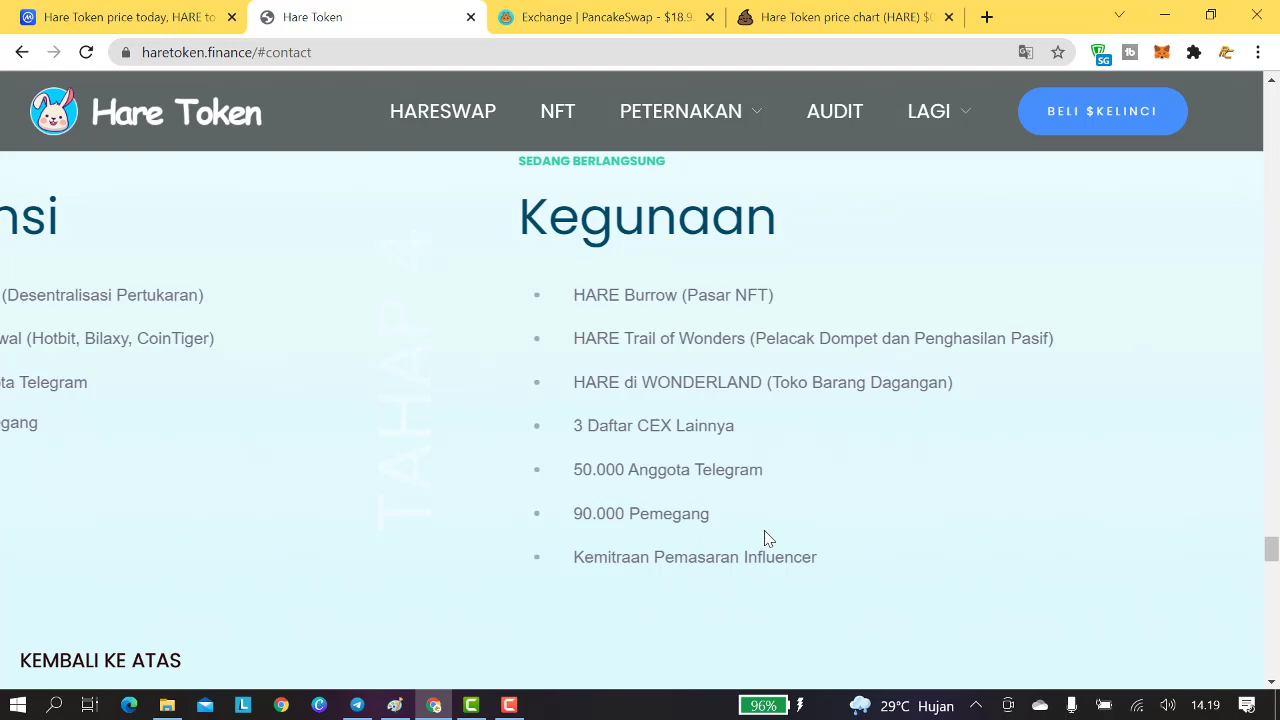 Hare Token price today, HARE to
Hare Token
Exchange | PancakeSwap - $18.9
Hare Token price chart (HARE) $0
haretoken.finance/#contact
SG
Hare Token
HARESWAP
NFT
PETERNAKAN
AUDIT
LAGI
BELI $KELINCI
SEDANG BERLANGSUNG
nsi
Kegunaan
TAHAP 4
(Desentralisasi Pertukaran)
wal (Hotbit, Bilaxy, CoinTiger)
ta Telegram
gang
• HARE Burrow (Pasar NFT)
• HARE Trail of Wonders (Pelacak Dompet dan Penghasilan Pasif)
• HARE di WONDERLAND (Toko Barang Dagangan)
• 3 Daftar CEX Lainnya
• 50.000 Anggota Telegram
• 90.000 Pemegang
• Kemitraan Pemasaran Influencer
KEMBALI KE ATAS
96%
29°C Hujan
14.19